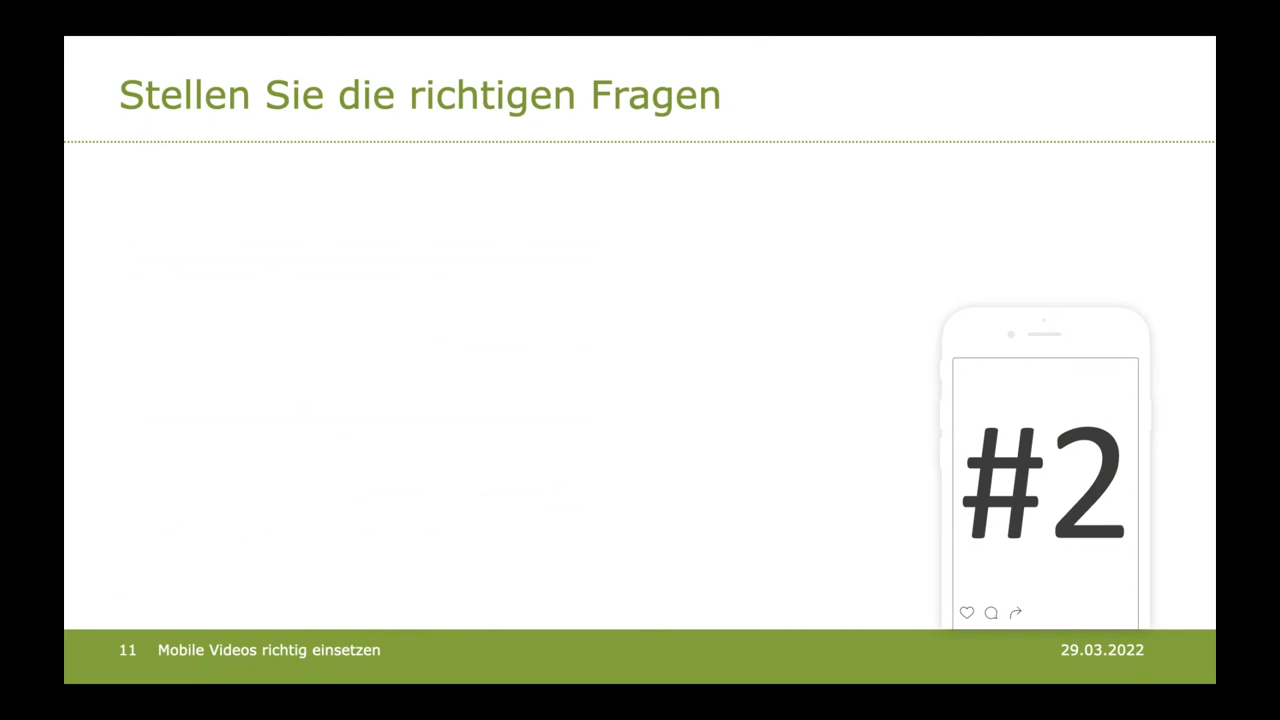 Stellen Sie die richtigen Fragen
#2
11 Mobile Videos richtig einsetzen 29.03.2022